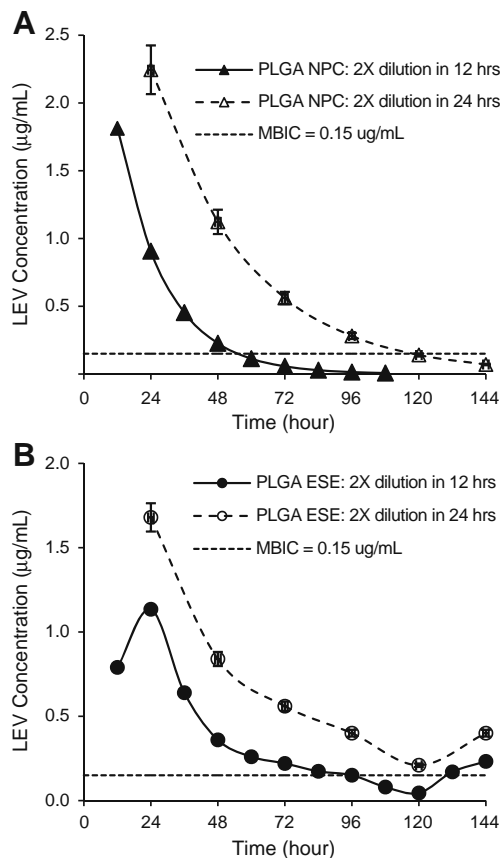 A
2.5
PLGA NPC: 2X dilution in 12 hrs
PLGA NPC: 2X dilution in 24 hrs
MBIC = 0.15 ug/mL
2.0
1.5
1.0
0.5
LEV Concentration (µg/mL)
0 24 48 72 96 120 144
Time (hour)
B
2.0
PLGA ESE: 2X dilution in 12 hrs
PLGA ESE: 2X dilution in 24 hrs
MBIC = 0.15 ug/mL
1.5
1.0
0.5
0.0
LEV Concentration (µg/mL)
0 24 48 72 96 120 144
Time (hour)